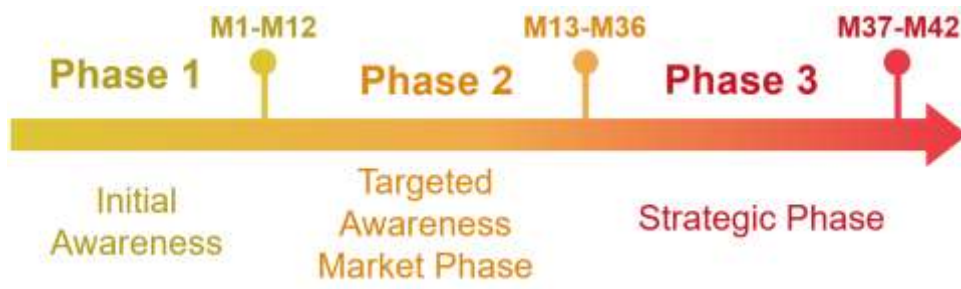 M1-M12
M13-M36
M37-M42
Phase 1
Phase 2
Phase 3
Initial
Awareness
Targeted
Awareness
Market Phase
Strategic Phase